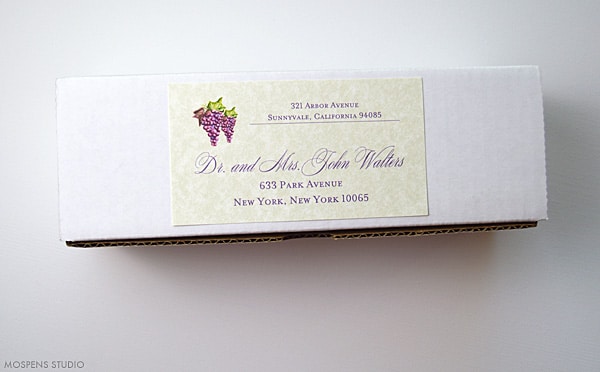 321 Arbor Avenue
Sunnyvale, California 94085
Dr. and Mrs. John Walters
633 Park Avenue
New York, New York 10065
MOSPENS STUDIO